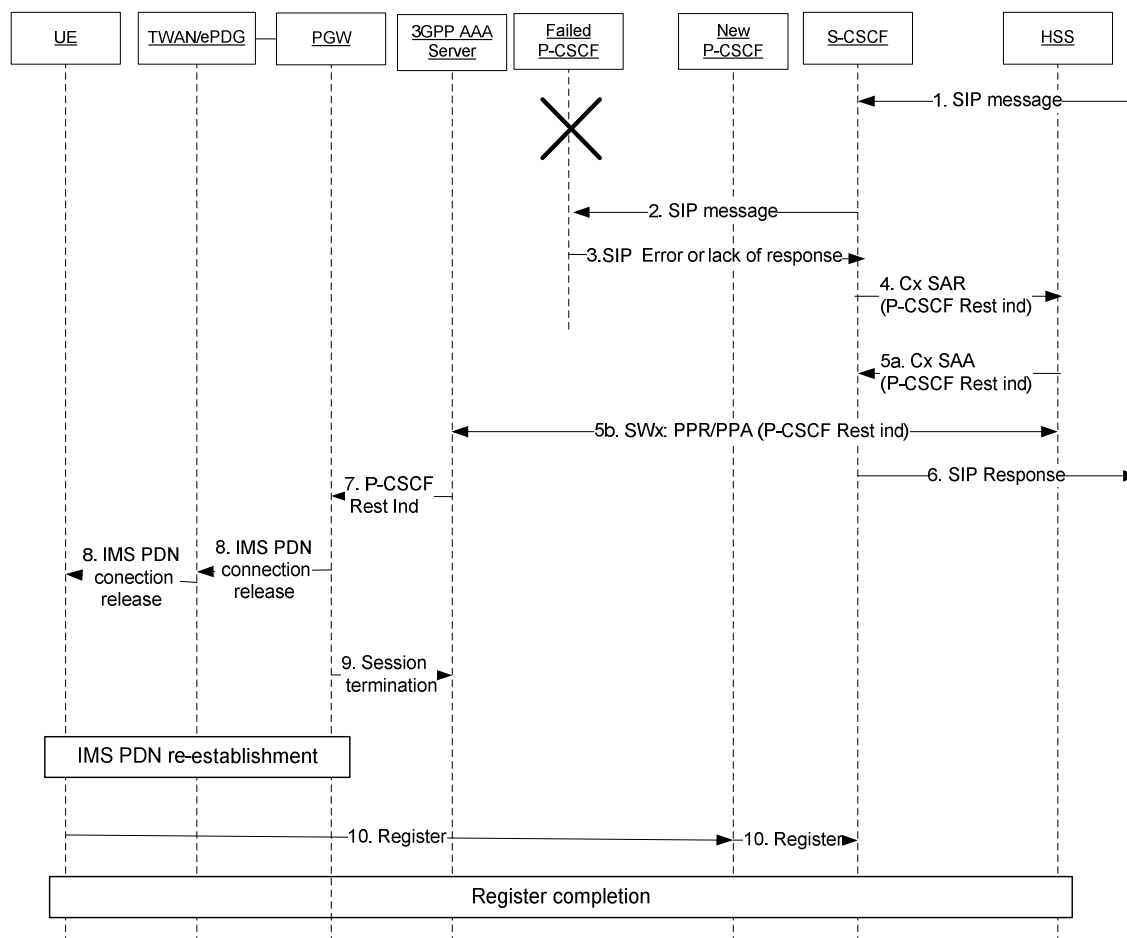 UE
TWAN/ePDG
PGW
3GPP AAA
Server
Failed
P-CSCF
New
P-CSCF
S-CSCF
HSS
1. SIP message
2. SIP message
3.SIP Error or lack of response
4. Cx SAR
(P-CSCF Rest ind)
5a. Cx SAA
(P-CSCF Rest ind)
5b. SWx: PPR/PPA (P-CSCF Rest ind)
6. SIP Response
7. P-CSCF
Rest Ind
8. IMS PDN
conection
release
8. IMS PDN
connection
release
9. Session
termination
IMS PDN re-establishment
10. Register
10. Register
Register completion